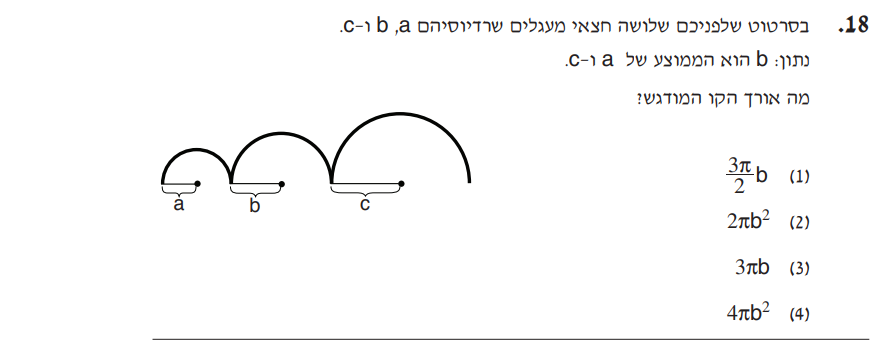 18. בסרטוט שלפניכם שלושה חצאי מעגלים שרדיוסיהם a, b ו-c.
נתון: b הוא הממוצע של a ו-c.
מה אורך הקו המודגש?
a b c
(1) 3π/2 b
(2) 2πb²
(3) 3πb
(4) 4πb²